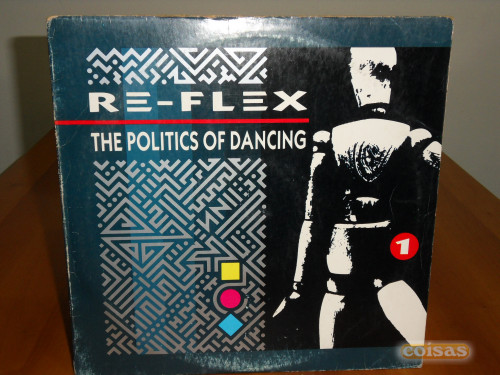 RE-FLEX
THE POLITICS OF DANCING
1
coisas